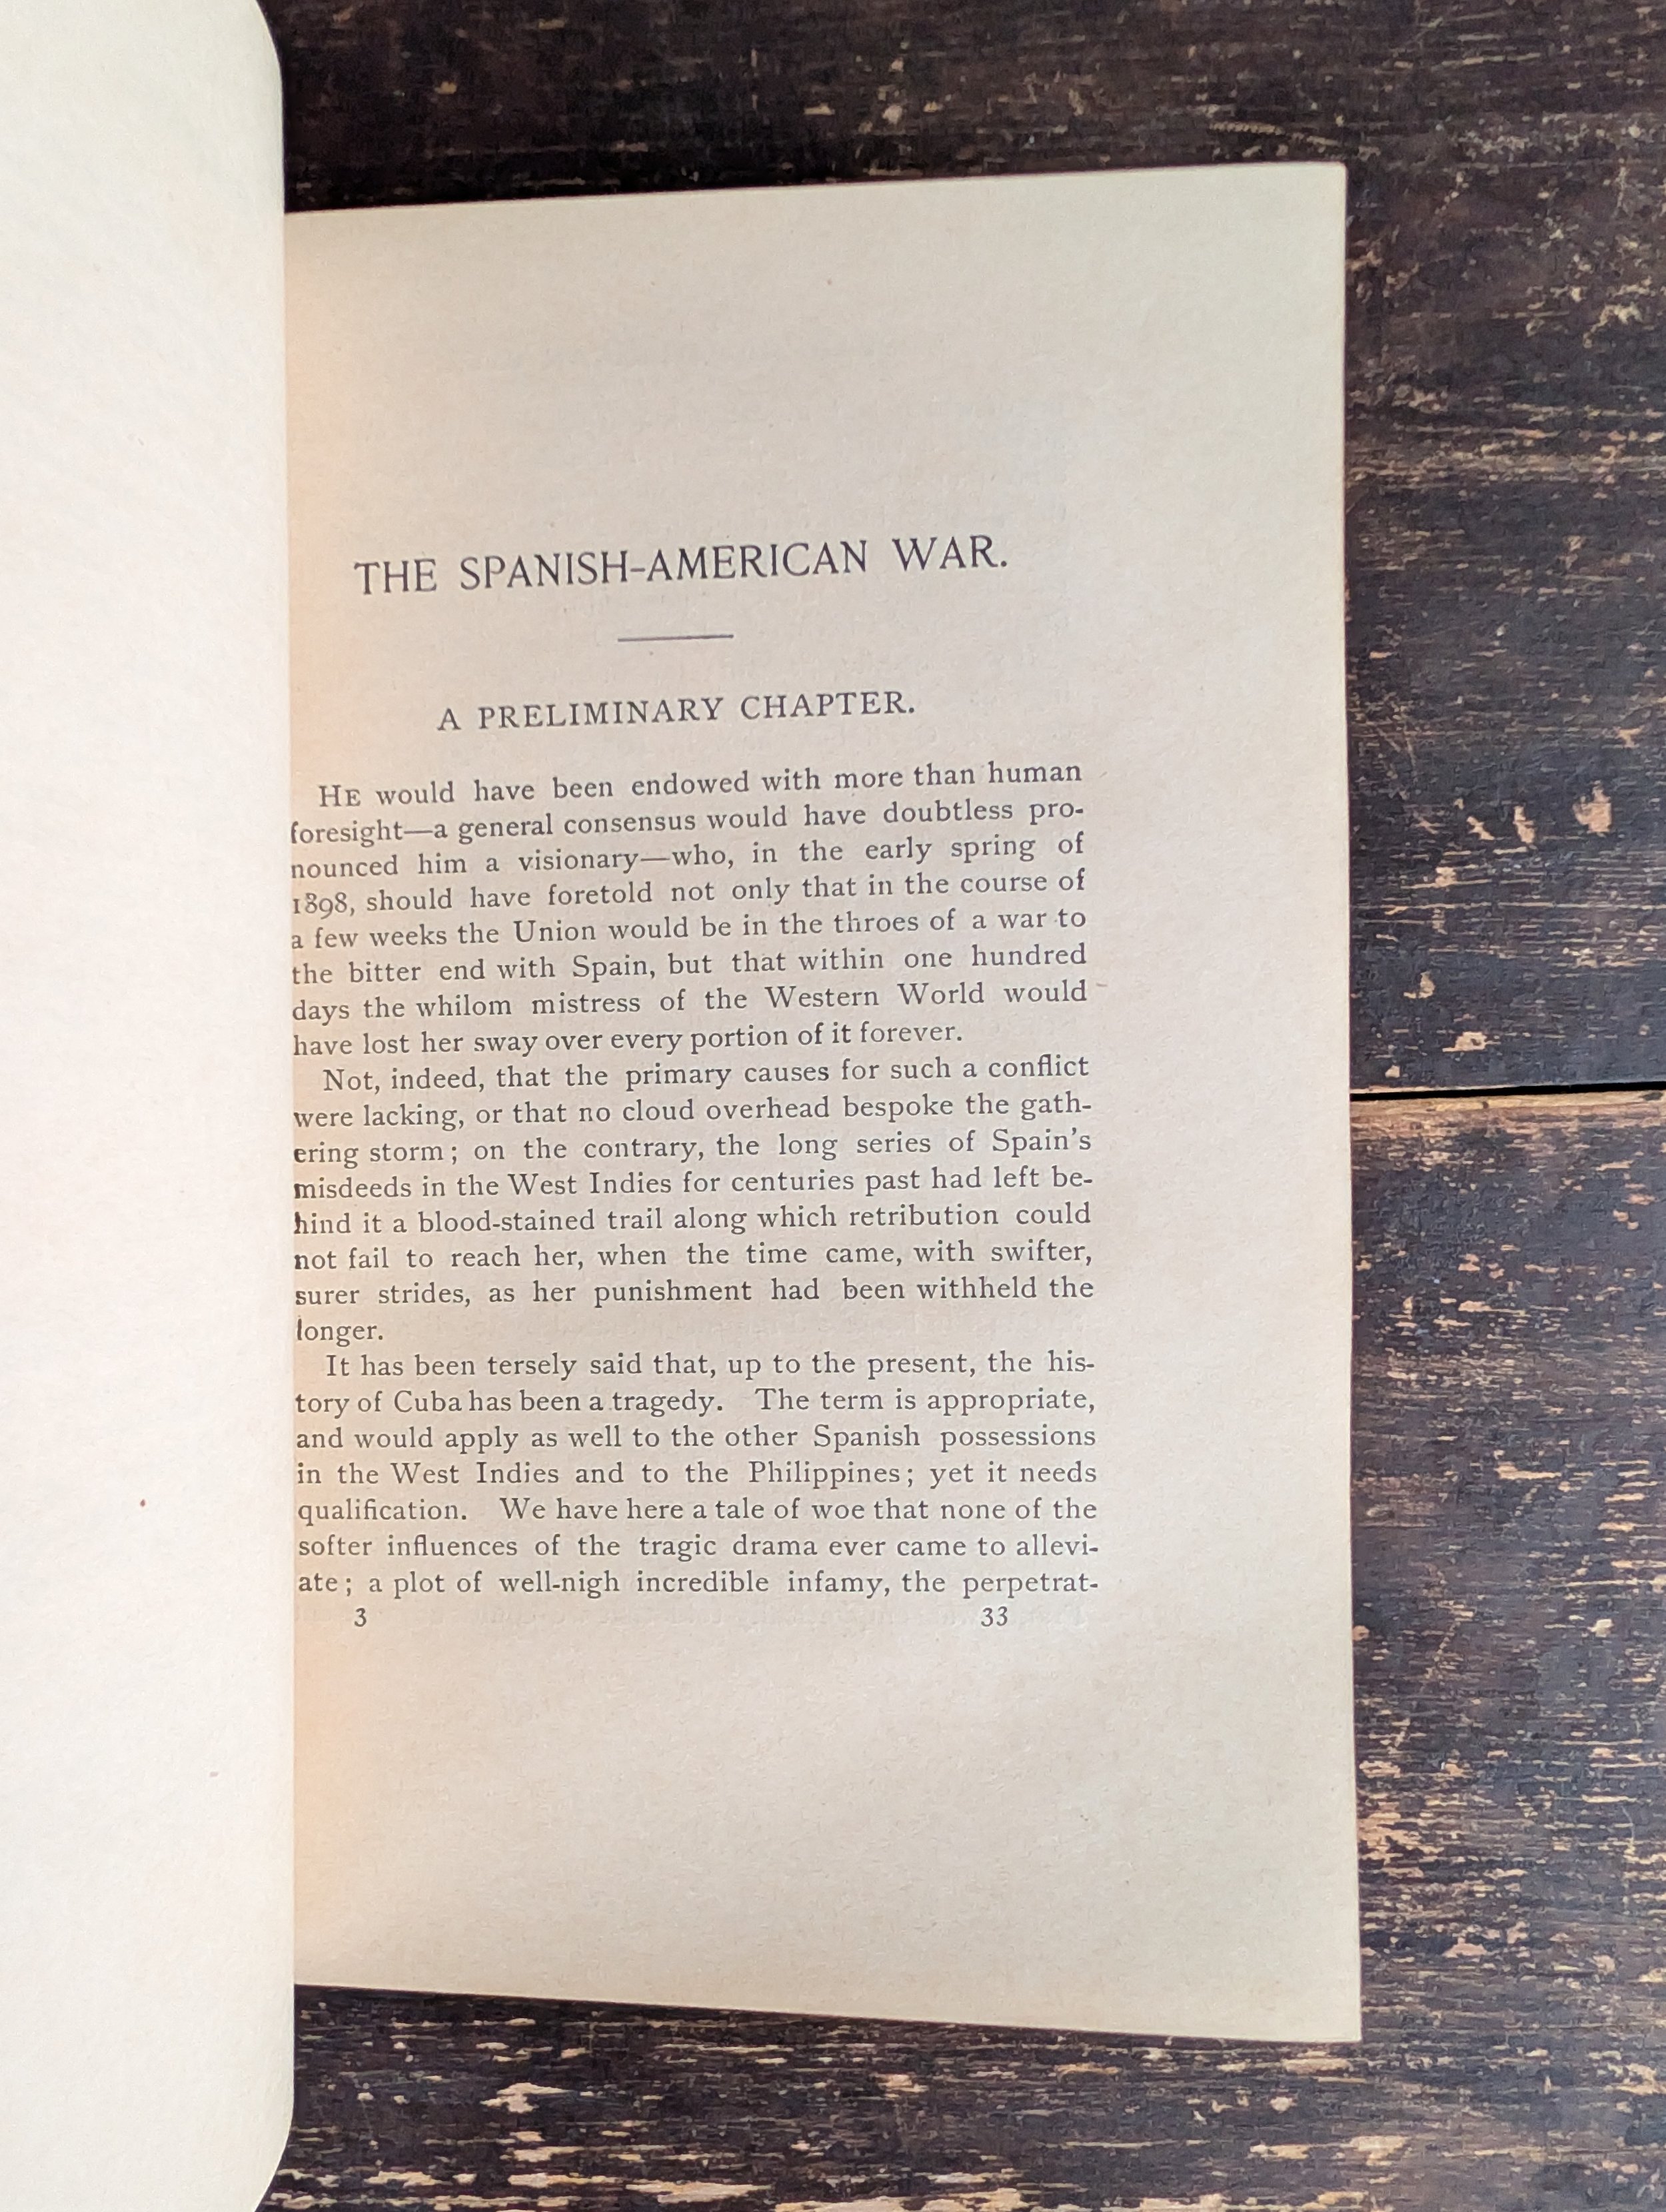 THE SPANISH-AMERICAN WAR.
A PRELIMINARY CHAPTER.
HE would have been endowed with more than human
foresight—a general consensus would have doubtless pro-
nounced him a visionary—who, in the early spring of
1898, should have foretold not only that in the course of
a few weeks the Union would be in the throes of a war to
the bitter end with Spain, but that within one hundred
days the whilom mistress of the Western World would
have lost her sway over every portion of it forever.
Not, indeed, that the primary causes for such a conflict
were lacking, or that no cloud overhead bespoke the gath-
ering storm; on the contrary, the long series of Spain's
misdeeds in the West Indies for centuries past had left be-
hind it a blood-stained trail along which retribution could
not fail to reach her, when the time came, with swifter,
surer strides, as her punishment had been withheld the
longer.
It has been tersely said that, up to the present, the his-
tory of Cuba has been a tragedy. The term is appropriate,
and would apply as well to the other Spanish possessions
in the West Indies and to the Philippines; yet it needs
qualification. We have here a tale of woe that none of the
softer influences of the tragic drama ever came to allevi-
ate; a plot of well-nigh incredible infamy, the perpetrat-
3 33